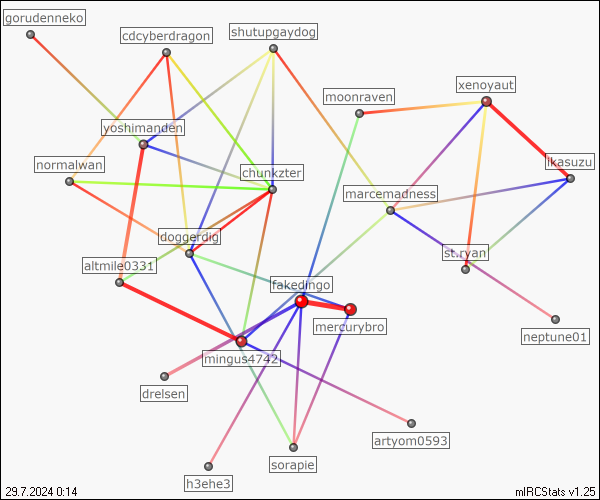 gorudenneko
cdcyberdragon
shutupgaydog
xenoyaut
moonraven
yoshimanden
normalwan
chunkzter
ikasuzu
marcemadness
doggerdig
altmile0331
st.ryan
fakedingo
mercurybro
neptune01
mingus4742
drelsen
artyom0593
sorapie
h3ehe3
29.7.2024 0:14
mIRCStats v1.25